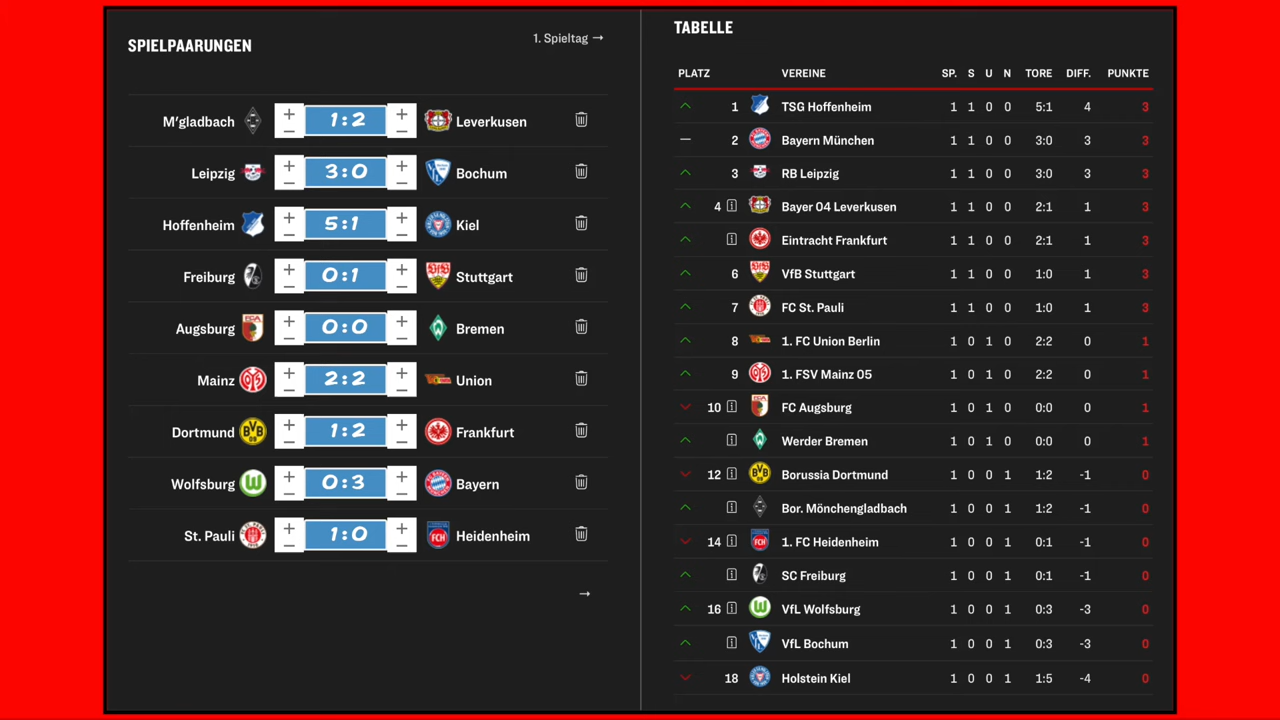 SPIELPAARUNGEN
1. Spieltag →
M'gladbach + − 1:2 + − Leverkusen
Leipzig + − 3:0 + − Bochum
Hoffenheim + − 5:1 + − Kiel
Freiburg + − 0:1 + − Stuttgart
Augsburg + − 0:0 + − Bremen
Mainz + − 2:2 + − Union
Dortmund + − 1:2 + − Frankfurt
Wolfsburg + − 0:3 + − Bayern
St. Pauli + − 1:0 + − Heidenheim
→
TABELLE
PLATZ VEREINE SP. S U N TORE DIFF. PUNKTE
1 TSG Hoffenheim 1 1 0 0 5:1 4 3
2 Bayern München 1 1 0 0 3:0 3 3
3 RB Leipzig 1 1 0 0 3:0 3 3
4 Bayer 04 Leverkusen 1 1 0 0 2:1 1 3
Eintracht Frankfurt 1 1 0 0 2:1 1 3
6 VfB Stuttgart 1 1 0 0 1:0 1 3
7 FC St. Pauli 1 1 0 0 1:0 1 3
8 1. FC Union Berlin 1 0 1 0 2:2 0 1
9 1. FSV Mainz 05 1 0 1 0 2:2 0 1
10 FC Augsburg 1 0 1 0 0:0 0 1
Werder Bremen 1 0 1 0 0:0 0 1
12 Borussia Dortmund 1 0 0 1 1:2 -1 0
Bor. Mönchengladbach 1 0 0 1 1:2 -1 0
14 1. FC Heidenheim 1 0 0 1 0:1 -1 0
SC Freiburg 1 0 0 1 0:1 -1 0
16 VfL Wolfsburg 1 0 0 1 0:3 -3 0
VfL Bochum 1 0 0 1 0:3 -3 0
18 Holstein Kiel 1 0 0 1 1:5 -4 0